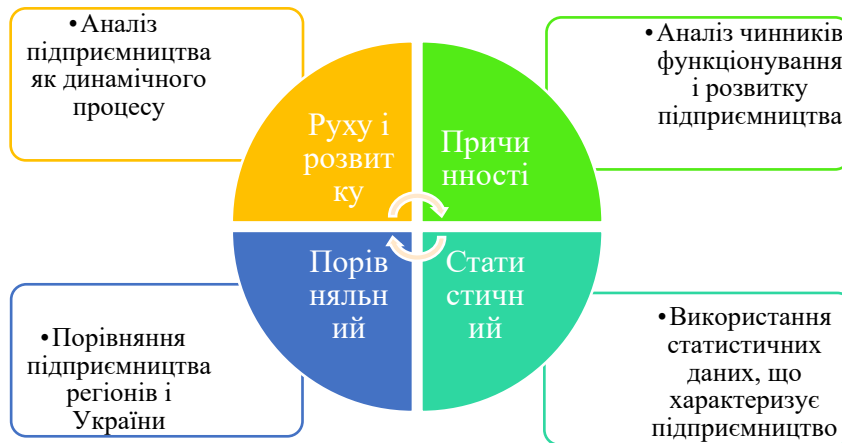 •Аналіз
підприємництва
як динамічного
процесу
•Аналіз чинників
функціонування
і розвитку
підприємництва
Руху і
розвит
ку
Причи
нності
Порів
няльн
ий
Стати
стичн
ий
•Порівняння
підприємництва
регіонів і
України
•Використання
статистичних
даних, що
характеризує
підприємництво